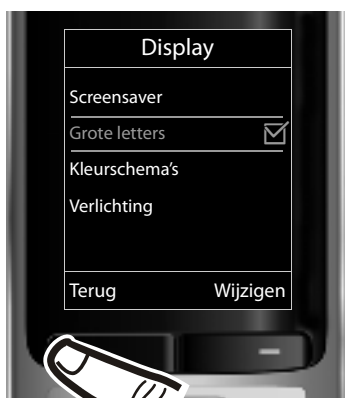 Display
Screensaver
Grote letters
Kleurschema's
Verlichting
Terug Wijzigen